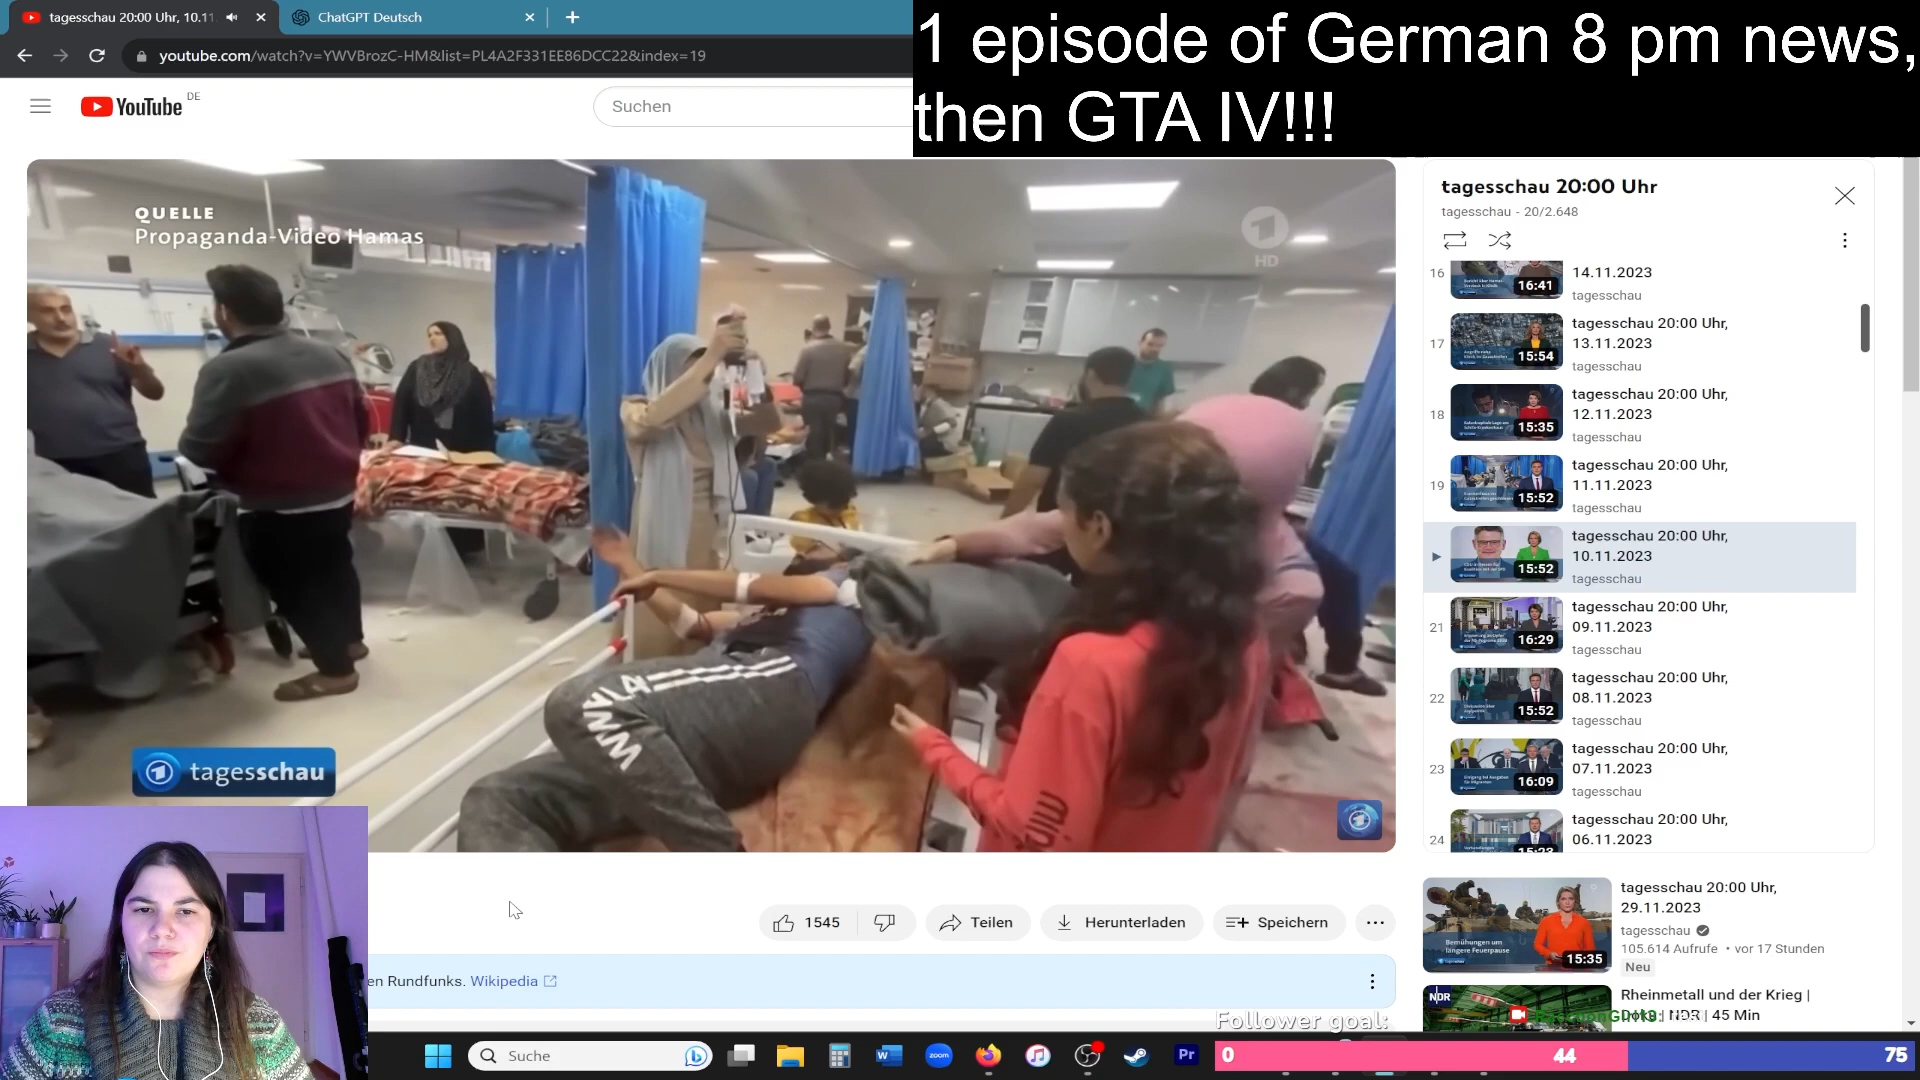 tagesschau 20:00 Uhr, 10.11
ChatGPT Deutsch
youtube.com/watch?v=YWVBrozC-HM&list=PL4A2F331EE86DCC22&index=19
1 episode of German 8 pm news,
then GTA IV!!!
YouTube DE
Suchen
QUELLE
Propaganda-Video Hamas
HD
tagesschau
tagesschau 20:00 Uhr
tagesschau - 20/2.648
16
16:41
14.11.2023
tagesschau
17
15:54
tagesschau 20:00 Uhr,
13.11.2023
tagesschau
18
15:35
tagesschau 20:00 Uhr,
12.11.2023
tagesschau
19
15:52
tagesschau 20:00 Uhr,
11.11.2023
tagesschau
15:52
tagesschau 20:00 Uhr,
10.11.2023
tagesschau
21
16:29
tagesschau 20:00 Uhr,
09.11.2023
tagesschau
22
15:52
tagesschau 20:00 Uhr,
08.11.2023
tagesschau
23
16:09
tagesschau 20:00 Uhr,
07.11.2023
tagesschau
24
15:23
tagesschau 20:00 Uhr,
06.11.2023
1545
Teilen
Herunterladen
Speichern
en Rundfunks. Wikipedia
Bemühungen um
längere Feuerpause
15:35
tagesschau 20:00 Uhr,
29.11.2023
tagesschau
105.614 Aufrufe • vor 17 Stunden
Neu
NDR
Rheinmetall und der Krieg |
45 Min
Follower goal:
Suche
zoom
Pr
0
44
75